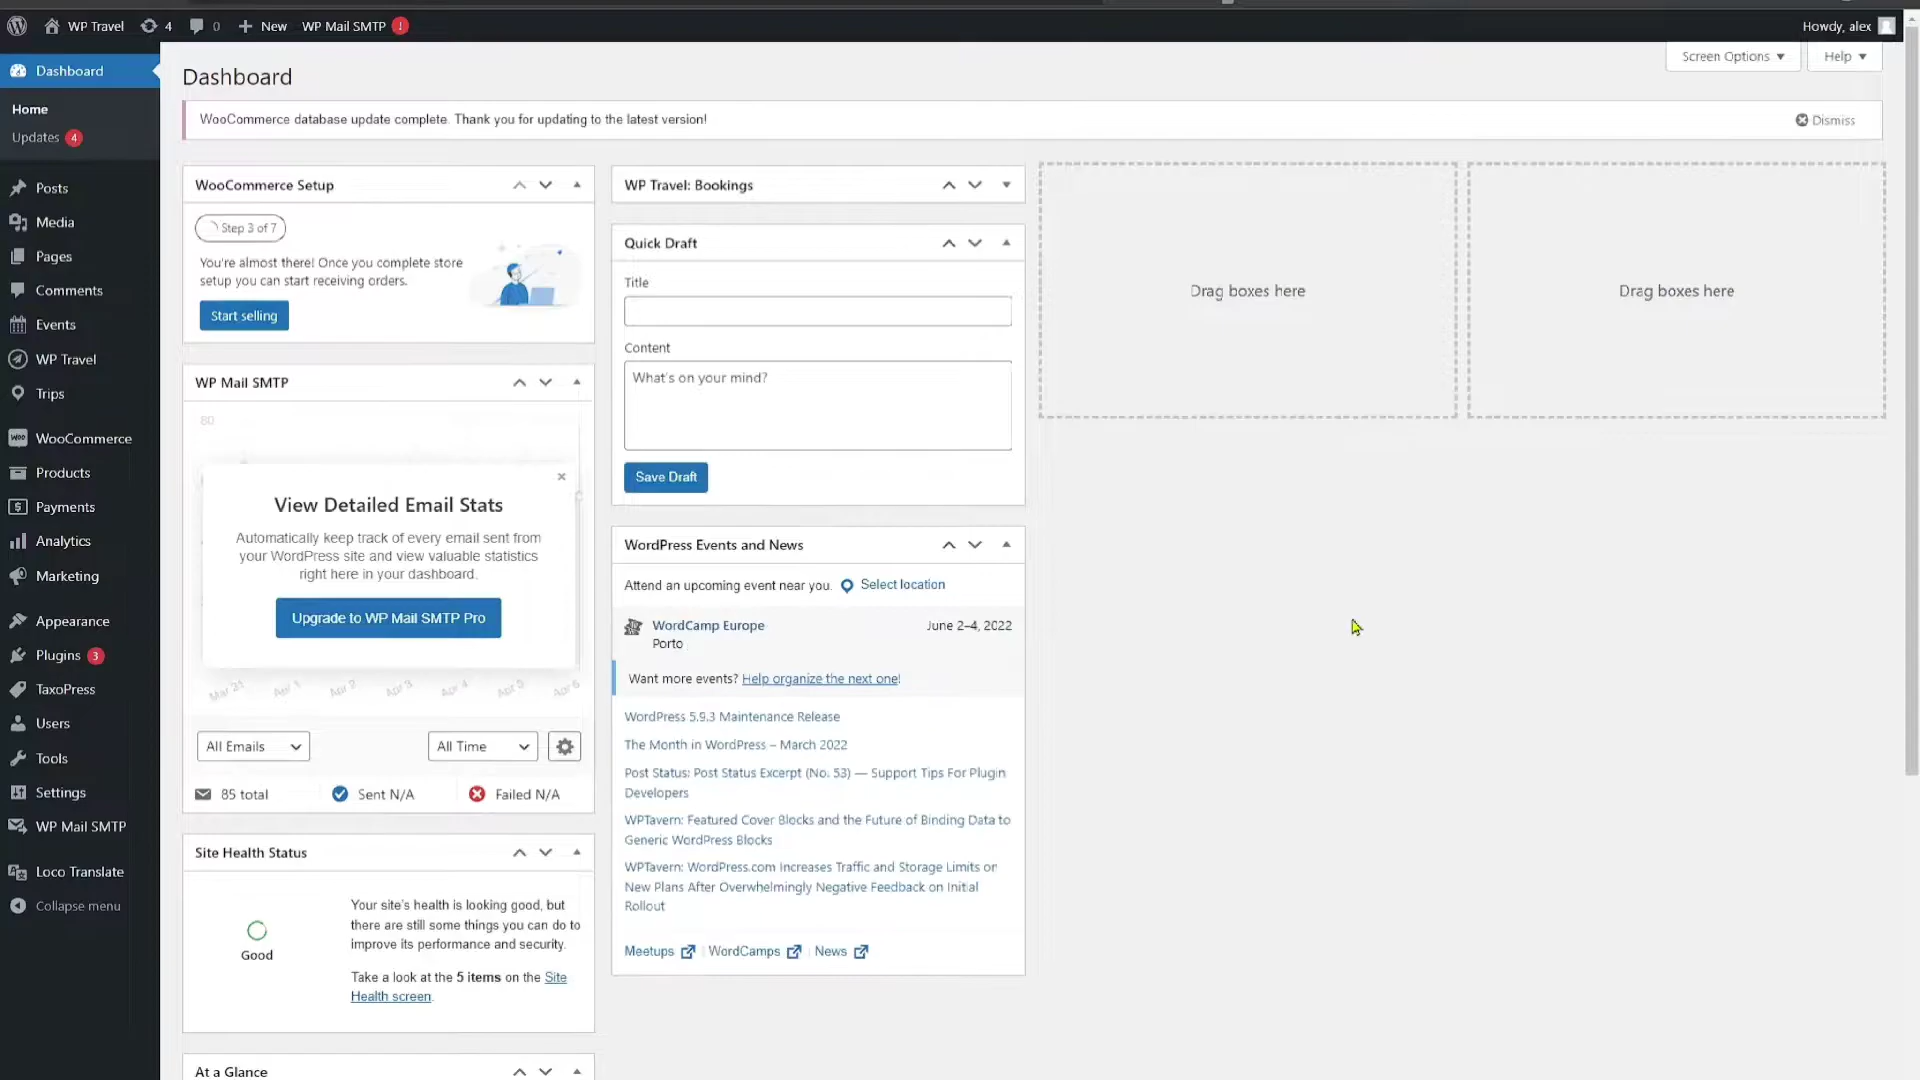 WP Travel
4
0
New
WP Mail SMTP
!
Howdy, alex
Dashboard
Home
Updates 4
Posts
Media
Pages
Comments
Events
WP Travel
Trips
WooCommerce
Products
Payments
Analytics
Marketing
Appearance
Plugins 3
TaxoPress
Users
Tools
Settings
WP Mail SMTP
Loco Translate
Collapse menu
Dashboard
Screen Options
Help
WooCommerce database update complete. Thank you for updating to the latest version!
Dismiss
WooCommerce Setup
Step 3 of 7
You're almost there! Once you complete store
setup you can start receiving orders.
Start selling
WP Mail SMTP
80
View Detailed Email Stats
Automatically keep track of every email sent from
your WordPress site and view valuable statistics
right here in your dashboard.
Upgrade to WP Mail SMTP Pro
Mar 31
Apr 1
Apr 2
Apr 3
Apr 4
Apr 5
Apr 6
All Emails
All Time
85 total
Sent N/A
Failed N/A
Site Health Status
Good
Your site's health is looking good, but
there are still some things you can do to
improve its performance and security.
Take a look at the 5 items on the Site
Health screen.
At a Glance
WP Travel: Bookings
Quick Draft
Title
Content
What's on your mind?
Save Draft
WordPress Events and News
Attend an upcoming event near you.
Select location
WordCamp Europe
June 2–4, 2022
Porto
Want more events? Help organize the next one!
WordPress 5.9.3 Maintenance Release
The Month in WordPress – March 2022
Post Status: Post Status Excerpt (No. 53) — Support Tips For Plugin
Developers
WPTavern: Featured Cover Blocks and the Future of Binding Data to
Generic WordPress Blocks
WPTavern: WordPress.com Increases Traffic and Storage Limits on
New Plans After Overwhelmingly Negative Feedback on Initial
Rollout
Meetups | WordCamps | News
Drag boxes here
Drag boxes here